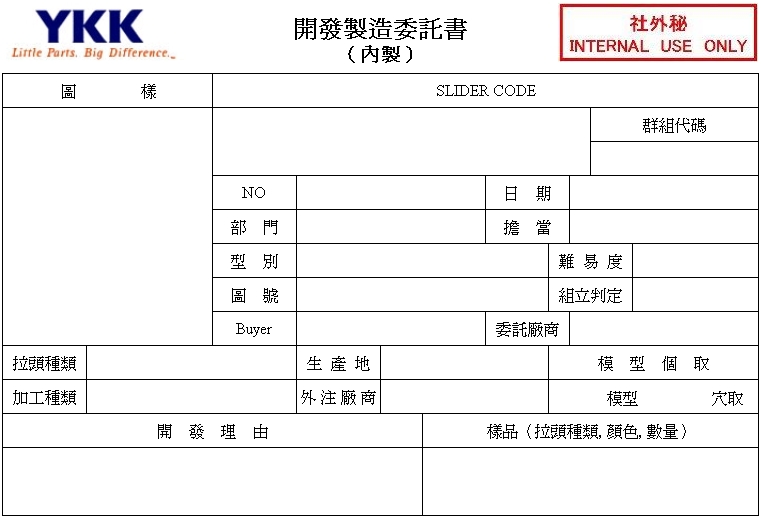 YKK
Little Parts. Big Difference.
開發製造委託書
（內製）
社外秘
INTERNAL USE ONLY
圖 樣
SLIDER CODE
群組代碼
NO
日 期
部 門
擔 當
型 別
難 易 度
圖 號
組立判定
Buyer
委託廠商
拉頭種類
生 產 地
模 型 個 取
加工種類
外注廠商
模型 穴取
開 發 理 由
樣品（拉頭種類,顏色,數量）